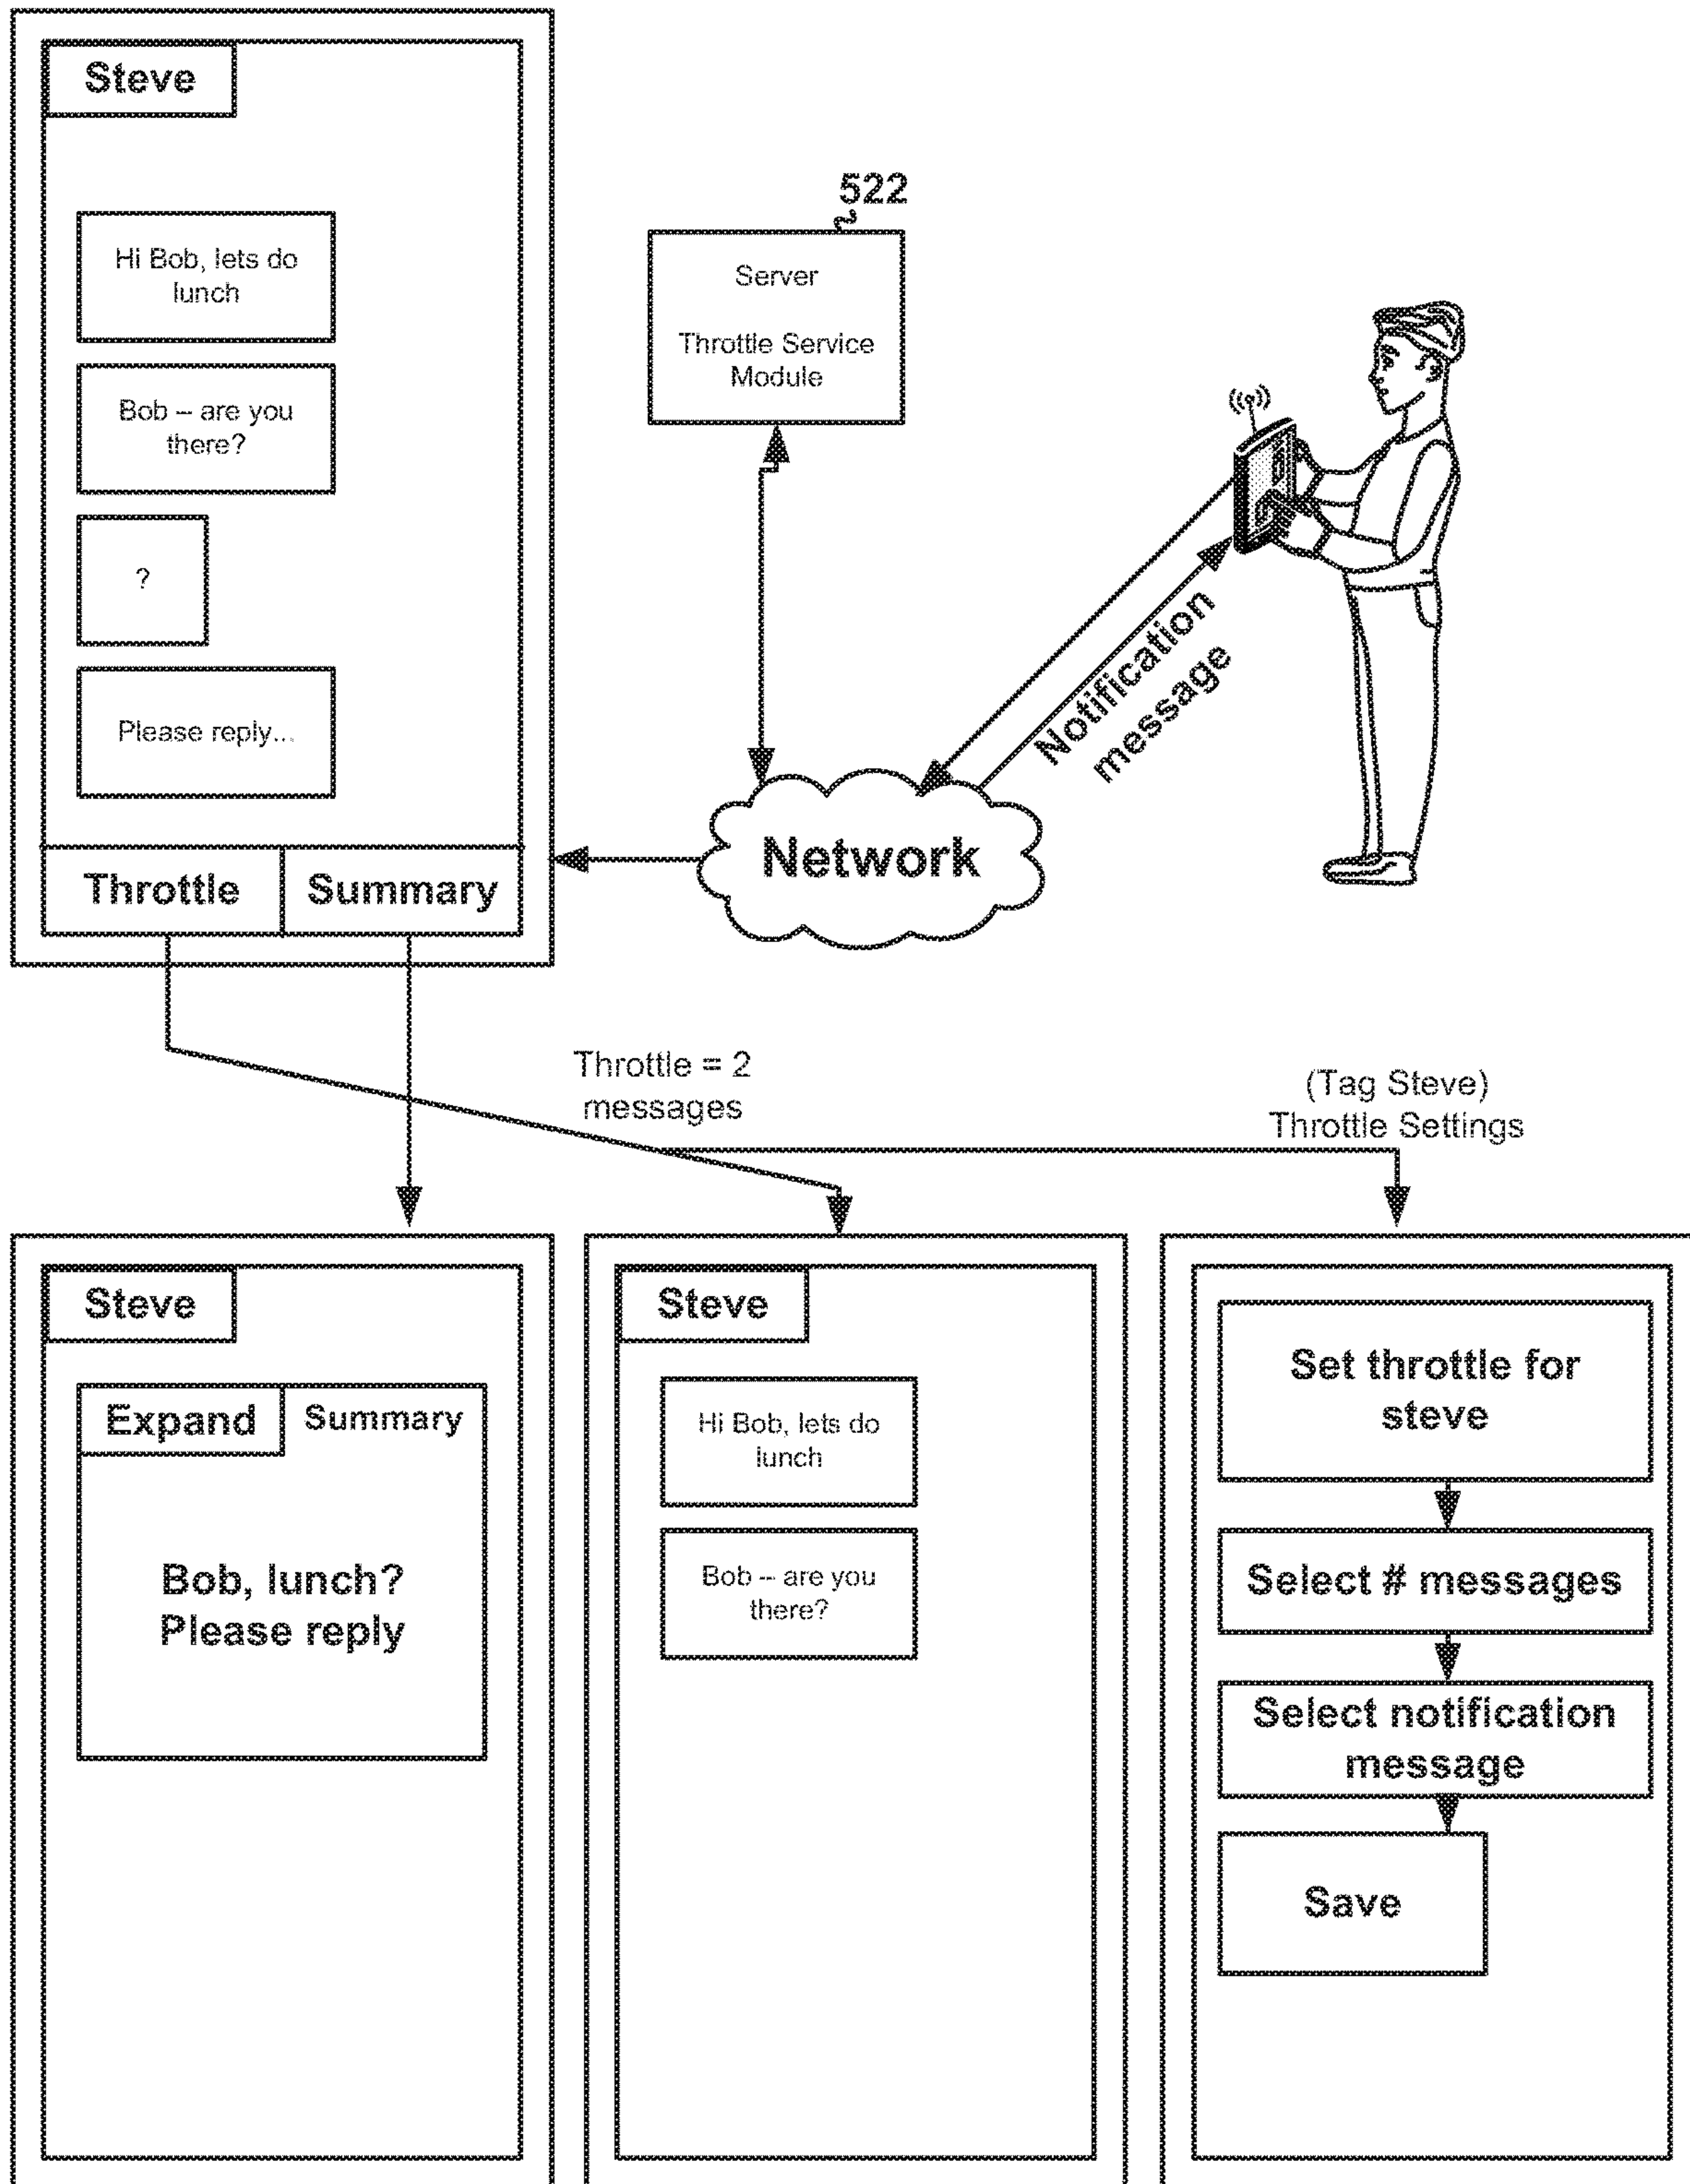 Steve
Hi Bob, lets do
lunch
Bob – are you
there?
?
Please reply...
Throttle
Summary
522
Server
Throttle Service
Module
Network
Notification
message
Throttle = 2
messages
(Tag Steve)
Throttle Settings
Steve
Expand
Summary
Bob, lunch?
Please reply
Steve
Hi Bob, lets do
lunch
Bob – are you
there?
Set throttle for
steve
Select # messages
Select notification
message
Save